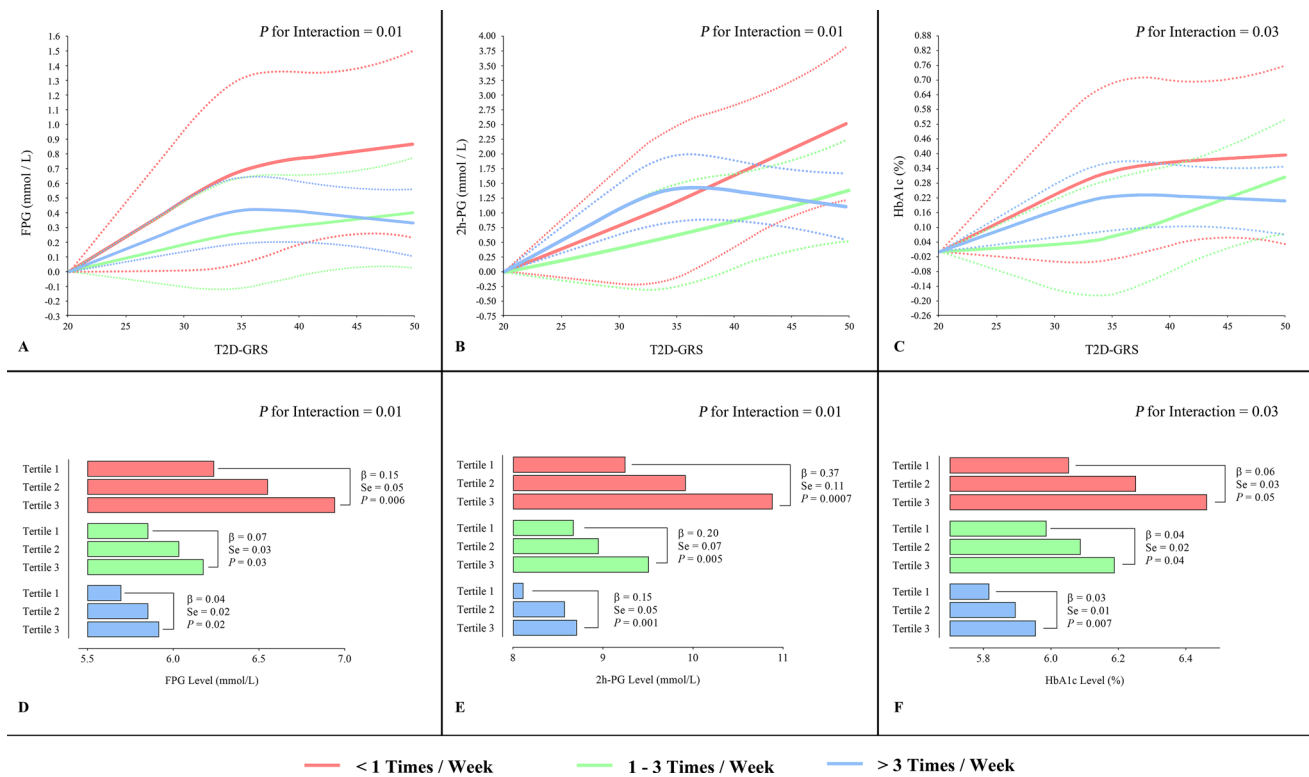 P for Interaction = 0.01
1.6
1.5
1.4
1.3
1.2
1.1
1.0
0.9
0.8
0.7
0.6
0.5
0.4
0.3
0.2
0.1
0.0
-0.1
-0.2
-0.3
FPG (mmol / L)
20 25 30 35 40 45 50
A
T2D-GRS
P for Interaction = 0.01
4.00
3.75
3.50
3.25
3.00
2.75
2.50
2.25
2.00
1.75
1.50
1.25
1.00
0.75
0.50
0.25
0.00
-0.25
-0.50
-0.75
2h-PG (mmol / L)
20 25 30 35 40 45 50
B
T2D-GRS
P for Interaction = 0.03
0.88
0.82
0.76
0.70
0.64
0.58
0.52
0.46
0.40
0.34
0.28
0.22
0.16
0.10
0.04
-0.02
-0.08
-0.14
-0.20
-0.26
HbA1c (%)
20 25 30 35 40 45 50
C
T2D-GRS
P for Interaction = 0.01
Tertile 1
Tertile 2
Tertile 3
β = 0.15
Se = 0.05
P = 0.006
Tertile 1
Tertile 2
Tertile 3
β = 0.07
Se = 0.03
P = 0.03
Tertile 1
Tertile 2
Tertile 3
β = 0.04
Se = 0.02
P = 0.02
5.5 6.0 6.5 7.0
FPG Level (mmol/L)
D
P for Interaction = 0.01
Tertile 1
Tertile 2
Tertile 3
β = 0.37
Se = 0.11
P = 0.0007
Tertile 1
Tertile 2
Tertile 3
β = 0.20
Se = 0.07
P = 0.005
Tertile 1
Tertile 2
Tertile 3
β = 0.15
Se = 0.05
P = 0.001
8 9 10 11
2h-PG Level (mmol/L)
E
P for Interaction = 0.03
Tertile 1
Tertile 2
Tertile 3
β = 0.06
Se = 0.03
P = 0.05
Tertile 1
Tertile 2
Tertile 3
β = 0.04
Se = 0.02
P = 0.04
Tertile 1
Tertile 2
Tertile 3
β = 0.03
Se = 0.01
P = 0.007
5.8 6.0 6.2 6.4
HbA1c Level (%)
F
< 1 Times / Week 1 - 3 Times / Week > 3 Times / Week